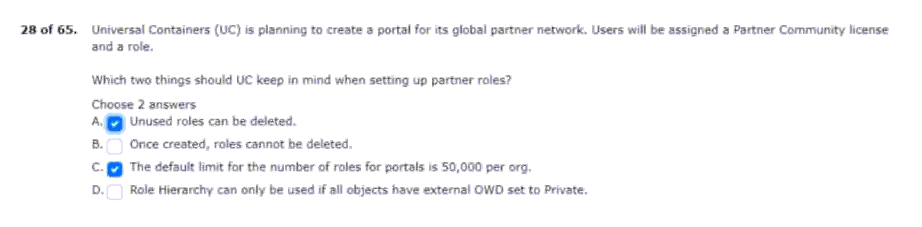 28 of 65. Universal Containers (UC) is planning to create a portal for its global partner network. Users will be assigned a Partner Community license
and a role.
Which two things should UC keep in mind when setting up partner roles?
Choose 2 answers
A. Unused roles can be deleted.
B. Once created, roles cannot be deleted.
C. The default limit for the number of roles for portals is 50,000 per org.
D. Role Hierarchy can only be used if all objects have external OWD set to Private.